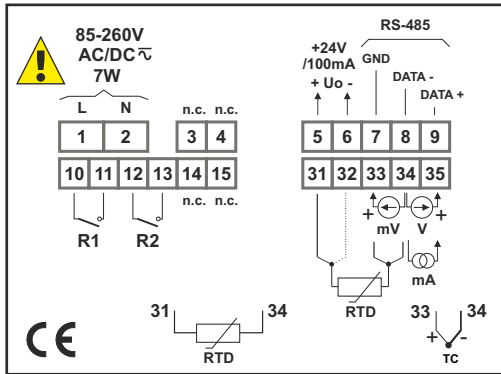 85-260V
AC/DC
7W
L N
n.c. n.c.
1 2 3 4
10 11 12 13 14 15
n.c. n.c.
R1 R2
RS-485
+24V
/100mA
+ Uo -
GND
DATA -
DATA +
5 6 7 8 9
31 32 33 34 35
+ mV V +
mA
RTD
31 34
RTD
33 34
+ -
TC
CE